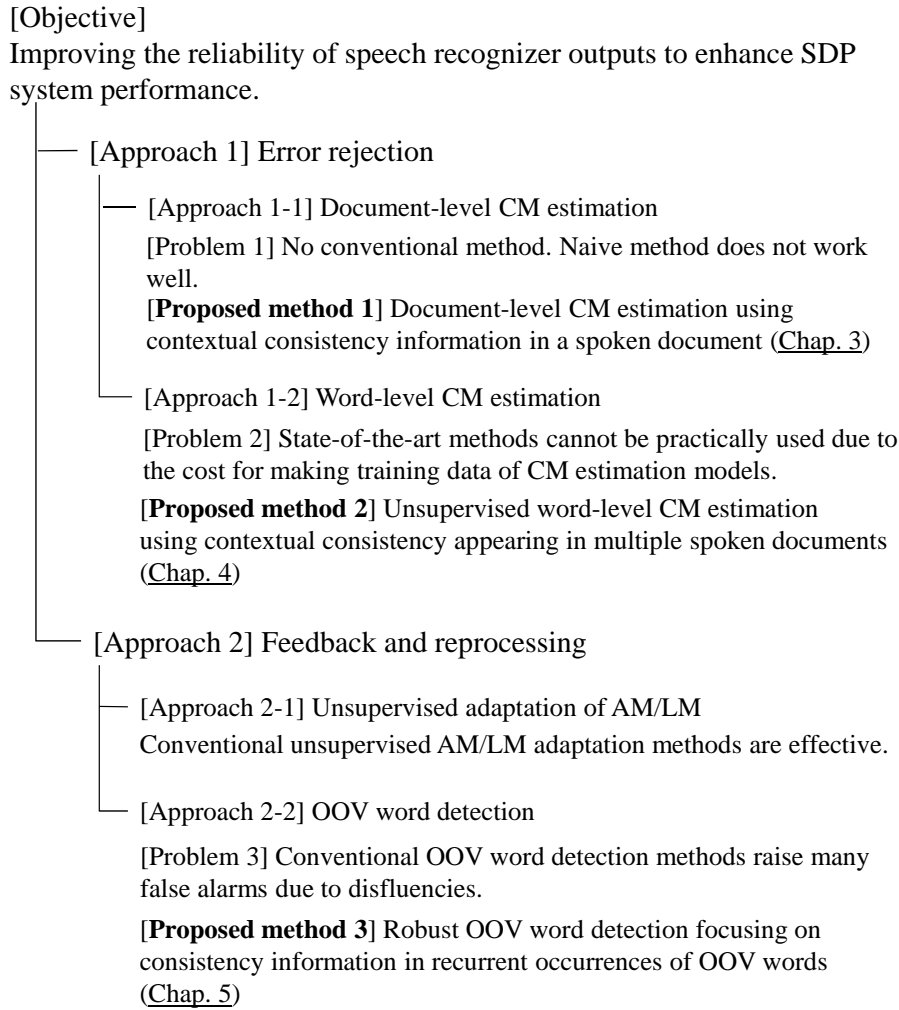 [Objective]
Improving the reliability of speech recognizer outputs to enhance SDP
system performance.
[Approach 1] Error rejection
[Approach 1-1] Document-level CM estimation
[Problem 1] No conventional method. Naive method does not work
well.
[Proposed method 1] Document-level CM estimation using
contextual consistency information in a spoken document (Chap. 3)
[Approach 1-2] Word-level CM estimation
[Problem 2] State-of-the-art methods cannot be practically used due to
the cost for making training data of CM estimation models.
[Proposed method 2] Unsupervised word-level CM estimation
using contextual consistency appearing in multiple spoken documents
(Chap. 4)
[Approach 2] Feedback and reprocessing
[Approach 2-1] Unsupervised adaptation of AM/LM
Conventional unsupervised AM/LM adaptation methods are effective.
[Approach 2-2] OOV word detection
[Problem 3] Conventional OOV word detection methods raise many
false alarms due to disfluencies.
[Proposed method 3] Robust OOV word detection focusing on
consistency information in recurrent occurrences of OOV words
(Chap. 5)